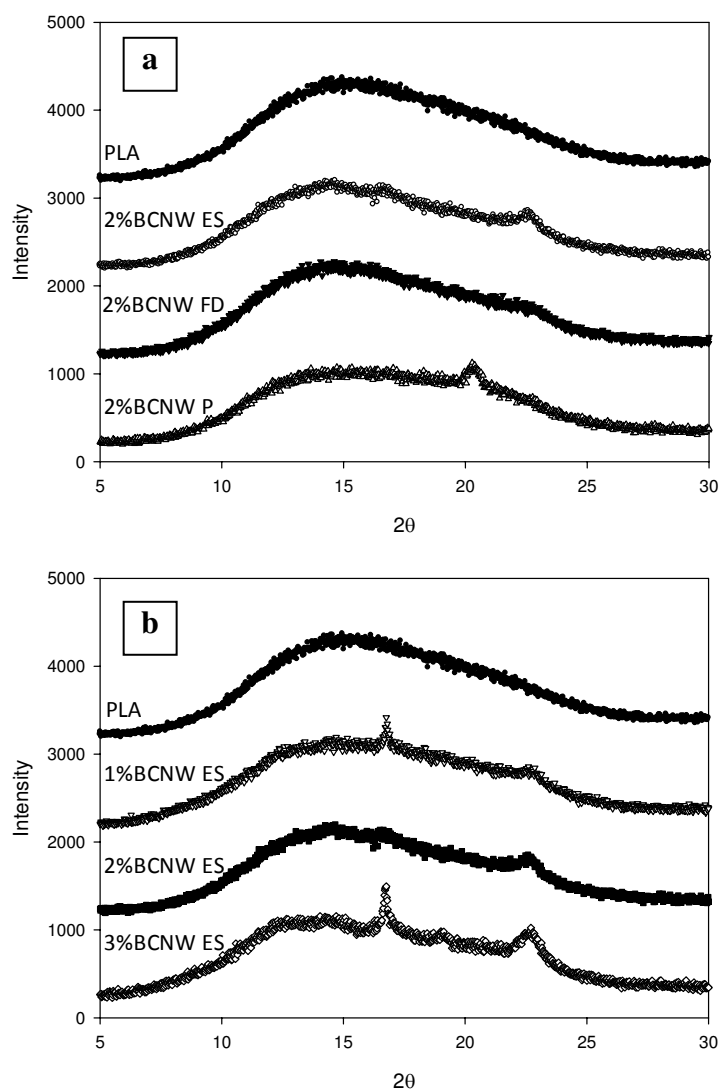 5000
a
4000
PLA
3000
2%BCNW ES
Intensity
2000
2%BCNW FD
1000
2%BCNW P
0
5 10 15 20 25 30
2θ
5000
b
4000
PLA
3000
1%BCNW ES
Intensity
2000
2%BCNW ES
1000
3%BCNW ES
0
5 10 15 20 25 30
2θ